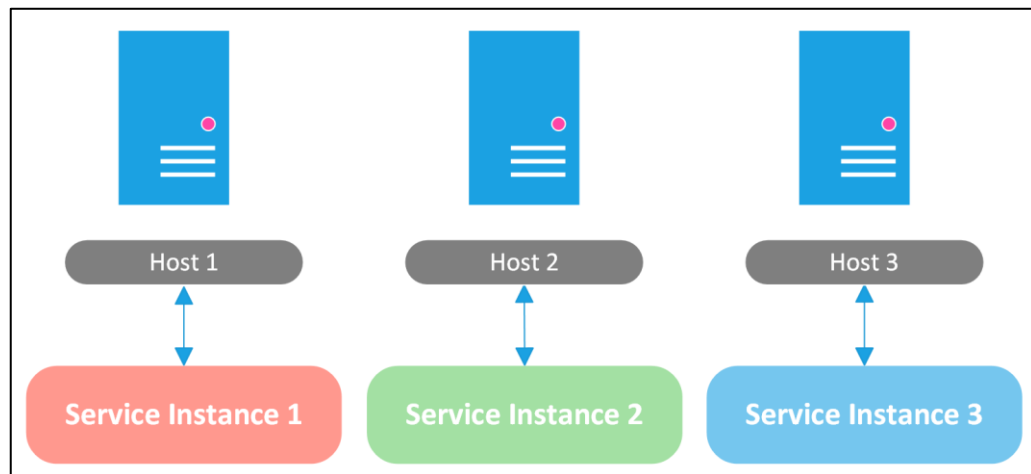 Host 1
Host 2
Host 3
Service Instance 1
Service Instance 2
Service Instance 3